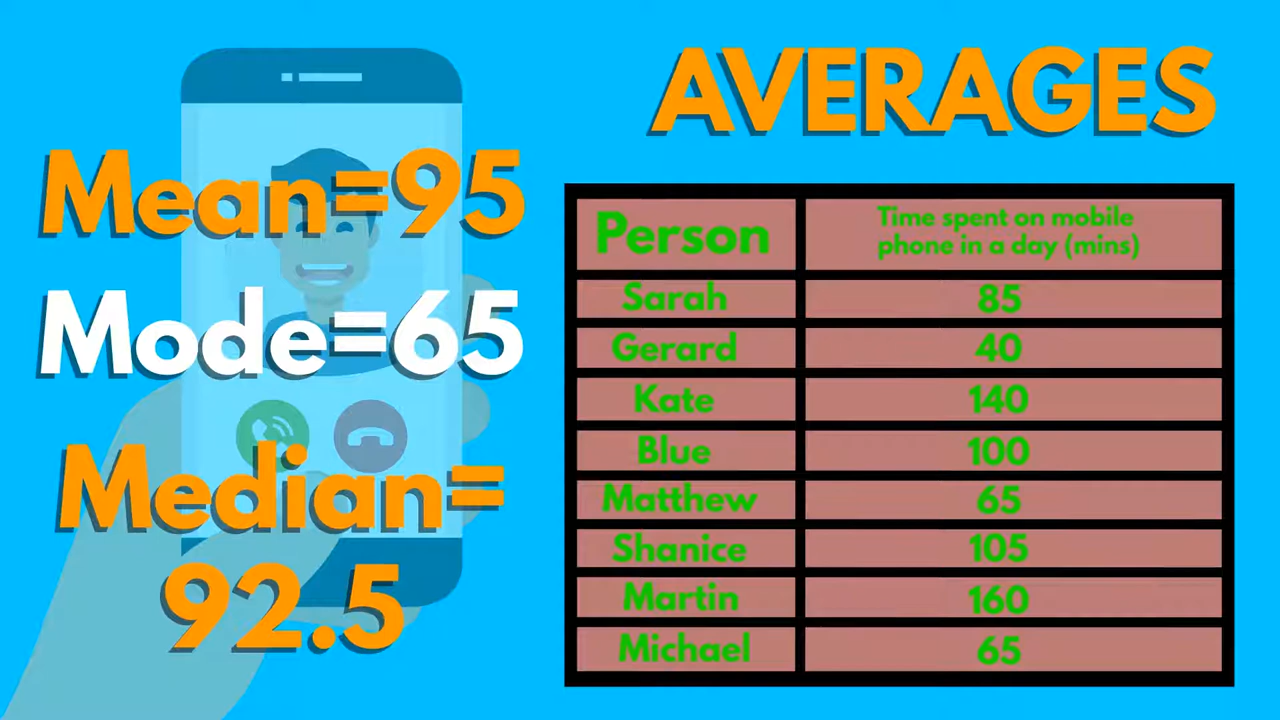 AVERAGES
Mean=95
Mode=65
Median=
92.5
Person Time spent on mobile
phone in a day (mins)
Sarah 85
Gerard 40
Kate 140
Blue 100
Matthew 65
Shanice 105
Martin 160
Michael 65